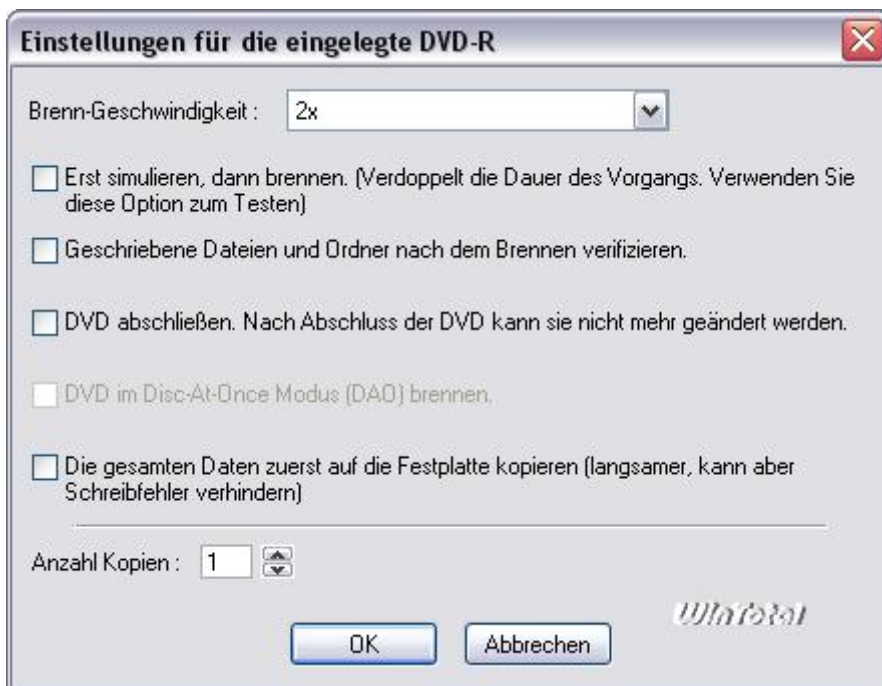 Einstellungen für die eingelegte DVD-R
Brenn-Geschwindigkeit : 2x
Erst simulieren, dann brennen. (Verdoppelt die Dauer des Vorgangs. Verwenden Sie
diese Option zum Testen)
Geschriebene Dateien und Ordner nach dem Brennen verifizieren.
DVD abschließen. Nach Abschluss der DVD kann sie nicht mehr geändert werden.
DVD im Disc-At-Once Modus (DAO) brennen.
Die gesamten Daten zuerst auf die Festplatte kopieren (langsamer, kann aber
Schreibfehler verhindern)
Anzahl Kopien : 1
WinTotal
OK Abbrechen